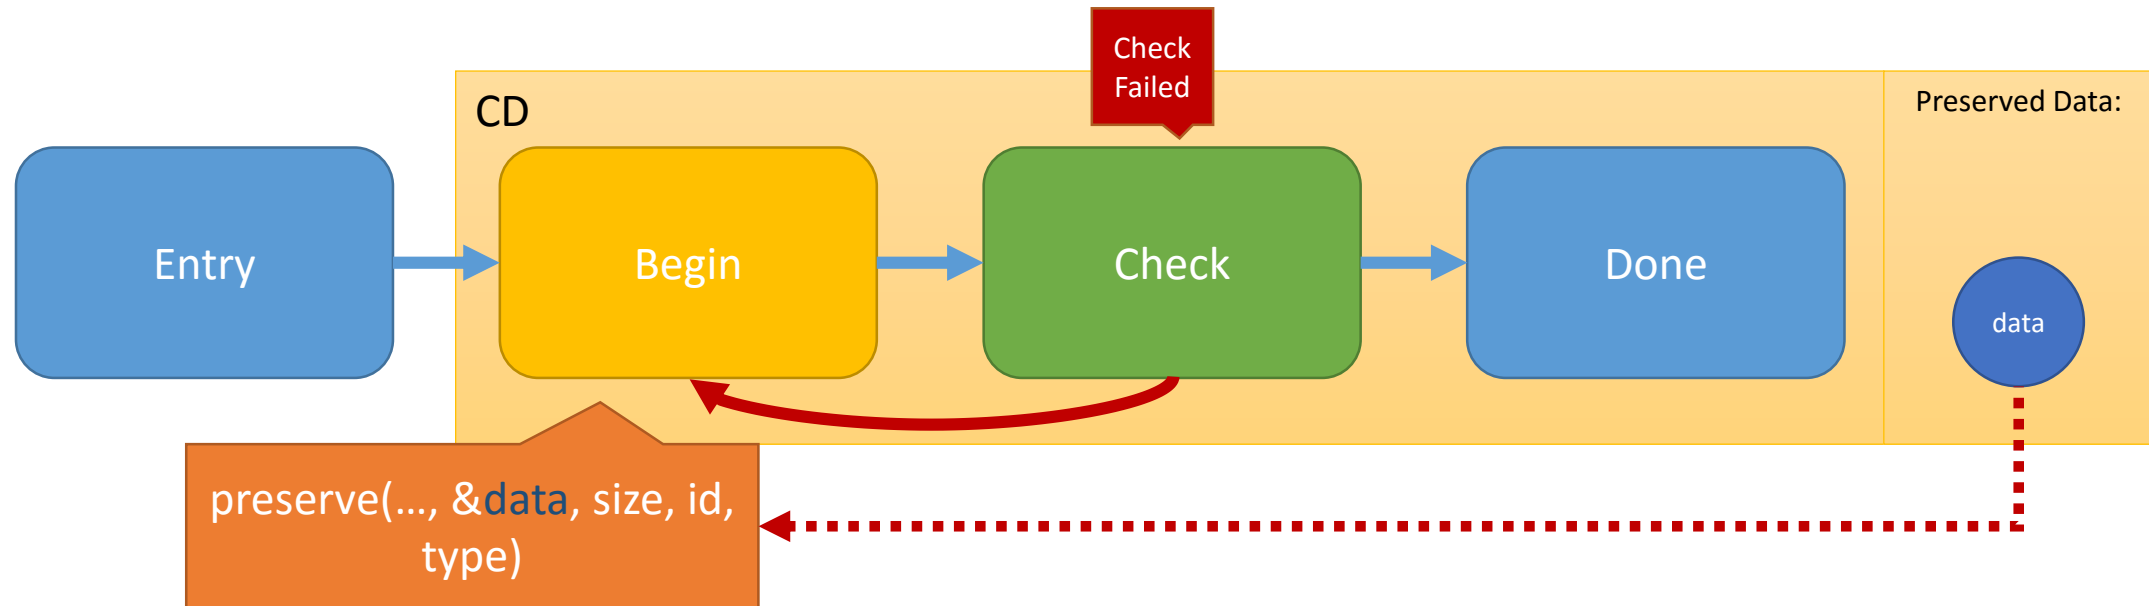 Check
Failed
CD
Preserved Data:
Entry
Begin
Check
Done
data
preserve(…, &data, size, id,
type)